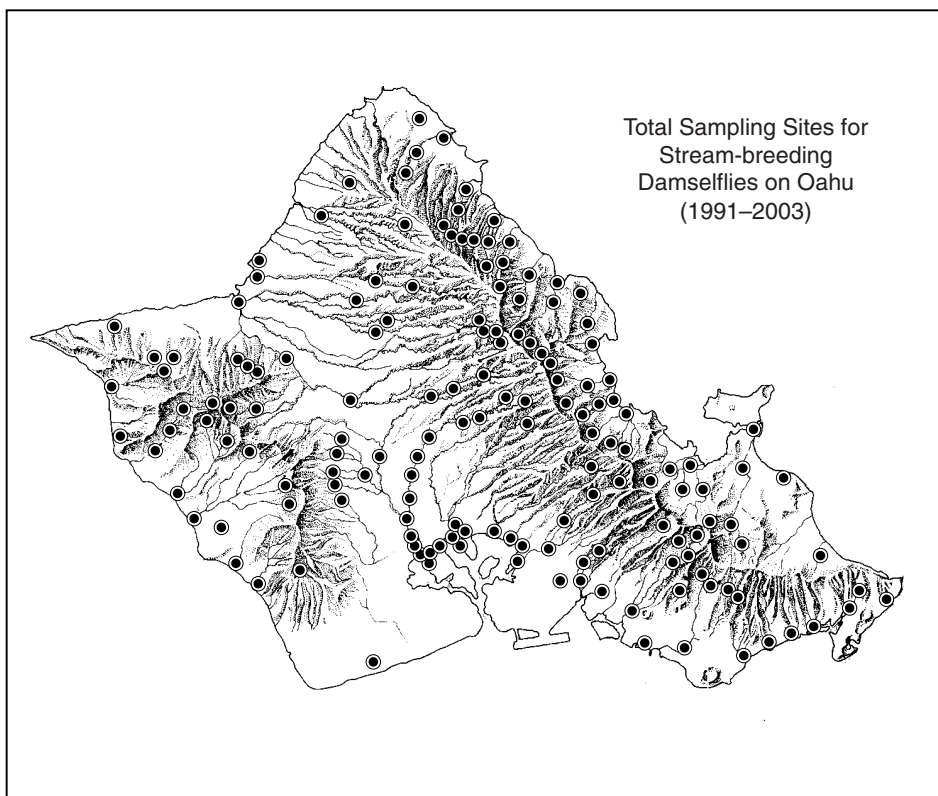 Total Sampling Sites for
Stream-breeding
Damselflies on Oahu
(1991–2003)